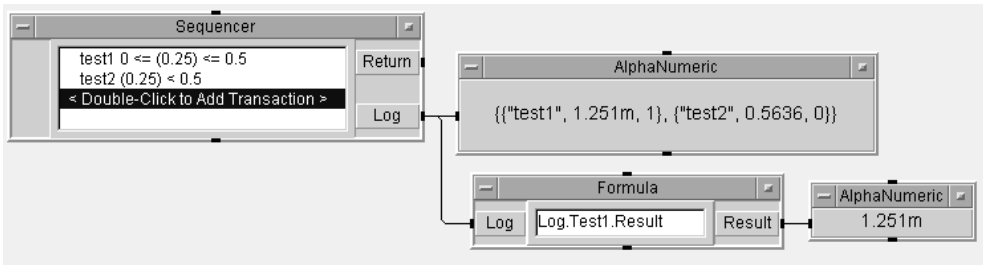 Sequencer
test1 0 <= (0.25) <= 0.5
test2 (0.25) < 0.5
< Double-Click to Add Transaction >
Return
Log
AlphaNumeric
{{"test1", 1.251m, 1}, {"test2", 0.5636, 0}}
Formula
Log
Log.Test1.Result
Result
AlphaNumeric
1.251m